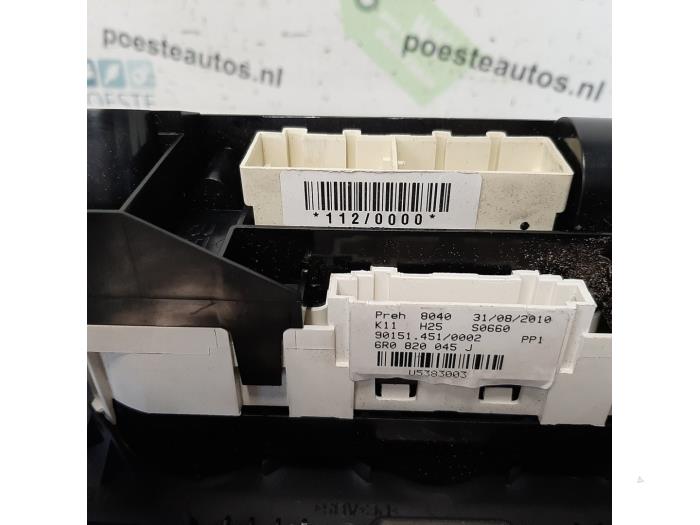 poesteautos.nl
poesteautos.nl
POESTE
*112/0000*
Preh 8040 31/08/2010
K11 H25 S0660
90151.451/0002 PP1
6R0 820 045 J
U5383003